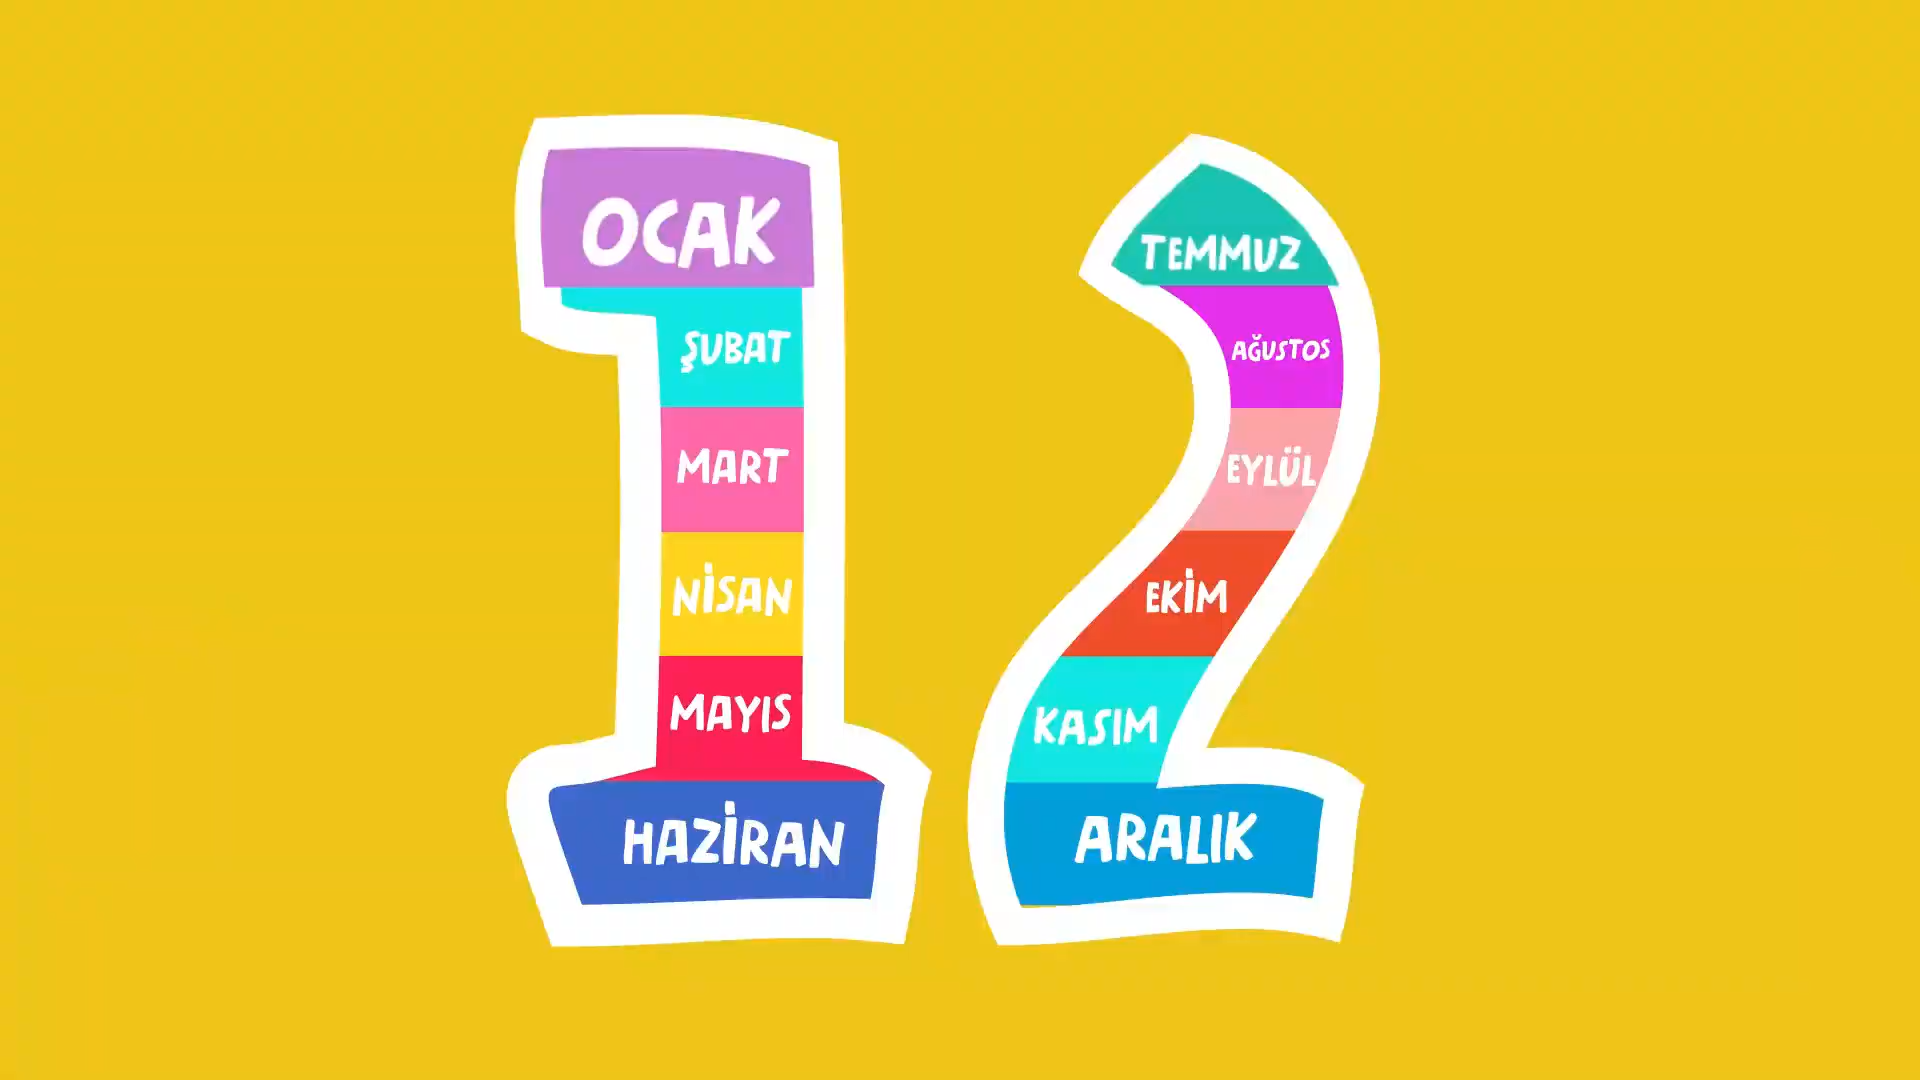 OCAK
ŞUBAT
MART
NİSAN
MAYIS
HAZİRAN
TEMMUZ
AĞUSTOS
EYLÜL
EKİM
KASIM
ARALIK